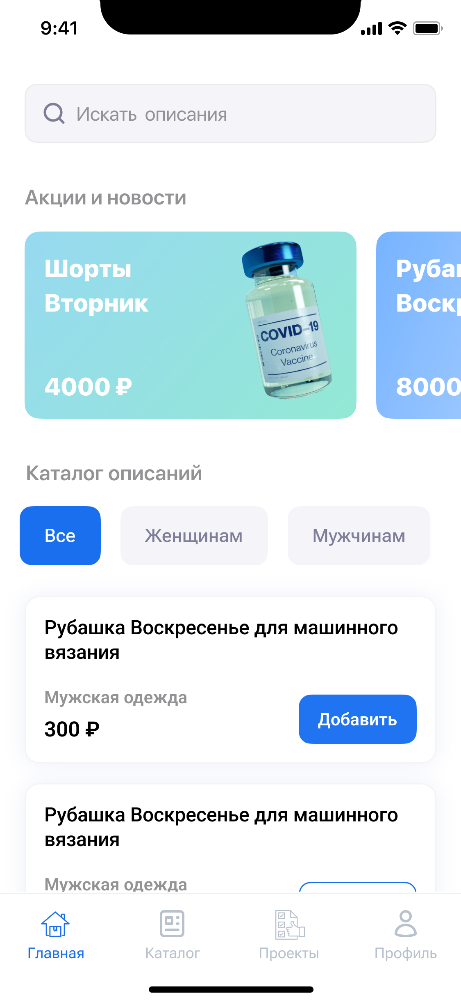 9:41
Искать описания
Акции и новости
Шорты
Вторник
4000 ₽
COVID-19
Coronavirus
Vaccine
8000
Каталог описаний
Все
Женщинам
Мужчинам
Рубашка Воскресенье для машинного
вязания
Мужская одежда
300 ₽
Добавить
Рубашка Воскресенье для машинного
вязания
Мужская одежда
Главная
Каталог
Проекты
Профиль